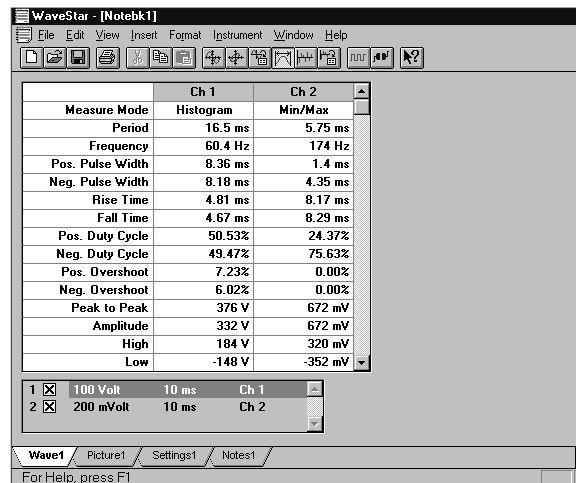 WaveStar - [Notebk1]
File Edit View Insert Format Instrument Window Help
Ch 1 Ch 2
Measure Mode Histogram Min/Max
Period 16.5 ms 5.75 ms
Frequency 60.4 Hz 174 Hz
Pos. Pulse Width 8.36 ms 1.4 ms
Neg. Pulse Width 8.18 ms 4.35 ms
Rise Time 4.81 ms 8.17 ms
Fall Time 4.67 ms 8.29 ms
Pos. Duty Cycle 50.53% 24.37%
Neg. Duty Cycle 49.47% 75.63%
Pos. Overshoot 7.23% 0.00%
Neg. Overshoot 6.02% 0.00%
Peak to Peak 376 V 672 mV
Amplitude 332 V 672 mV
High 184 V 320 mV
Low -148 V -352 mV
1 100 Volt 10 ms Ch 1
2 200 mVolt 10 ms Ch 2
Wave1 Picture1 Settings1 Notes1
For Help, press F1